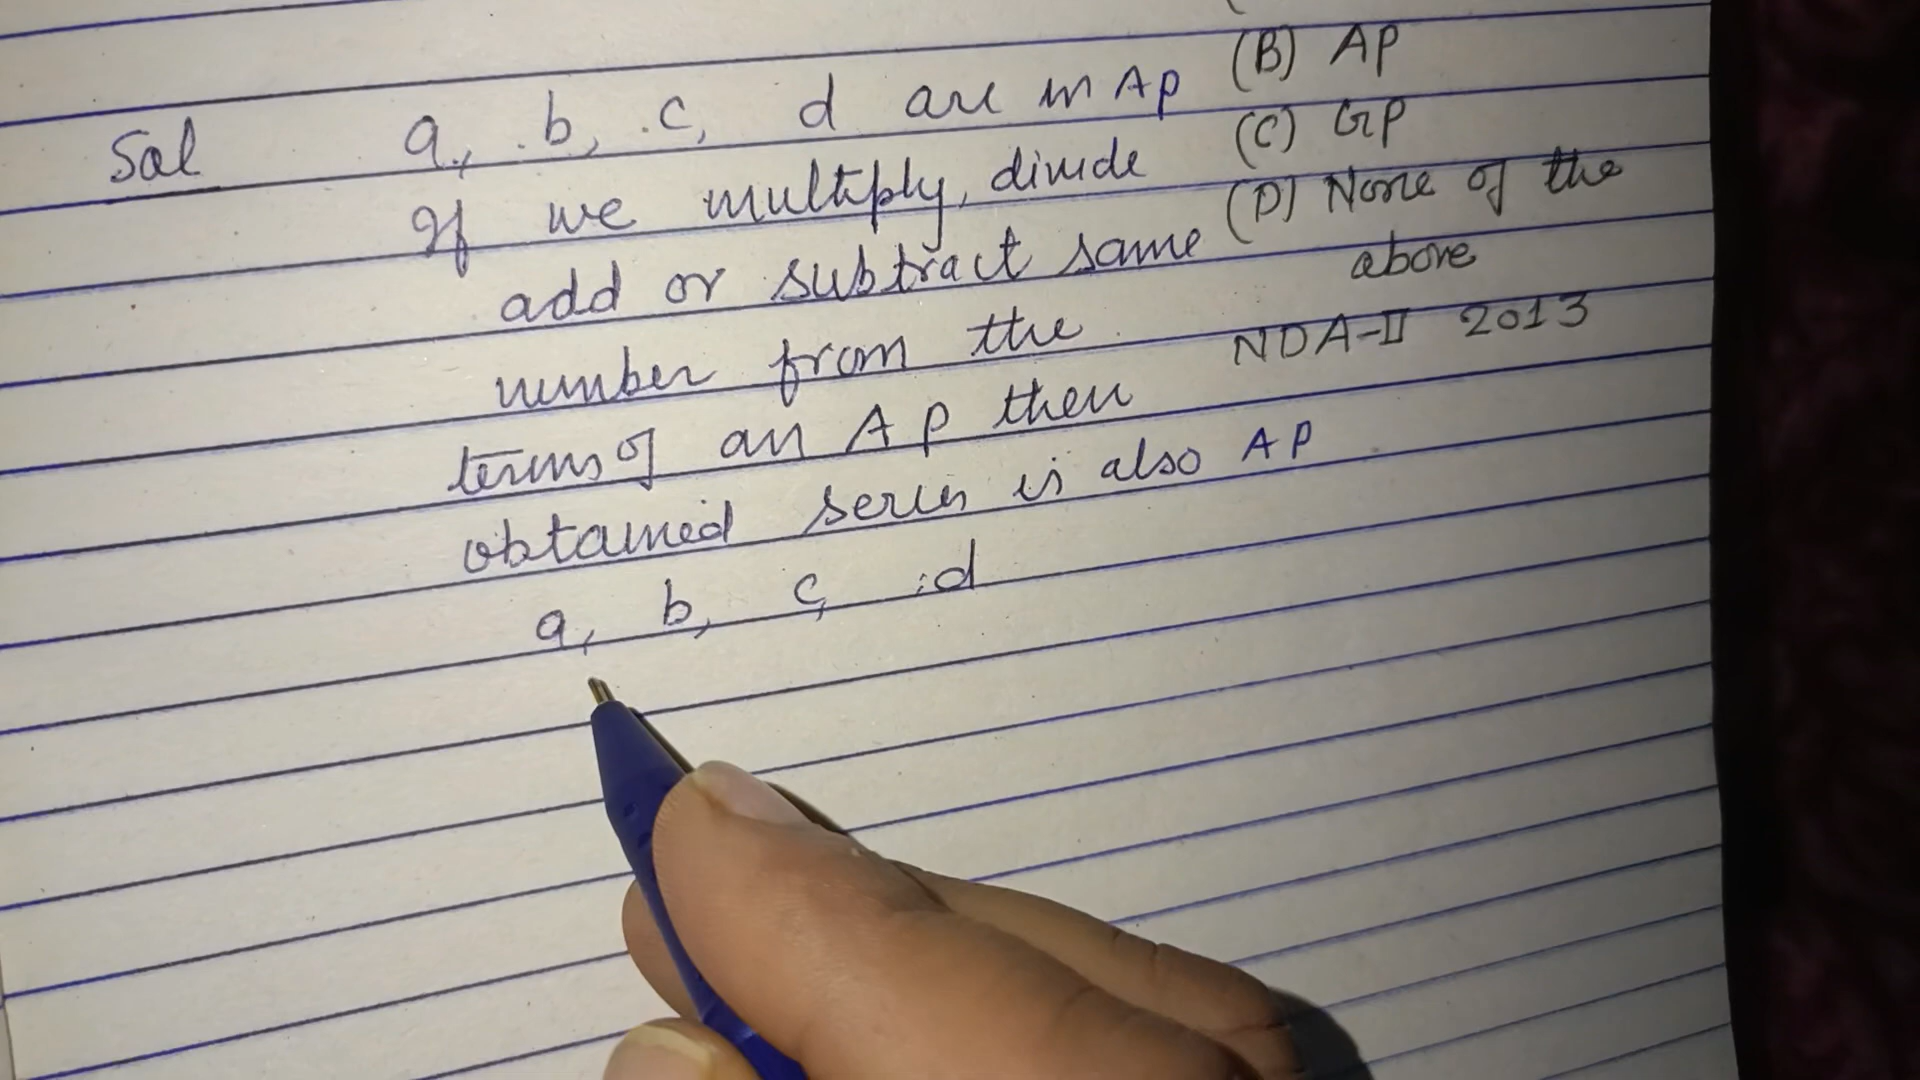 (B) AP
(C) GP
(D) None of the
above
NDA-II 2013
Sol a, b, c, d are in AP
If we multiply, divide
add or subtract same
number from the
terms of an AP then
obtained series is also AP
a, b, c, d